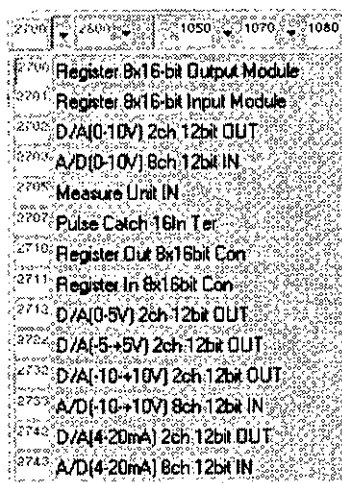 2700 2800 1050 1070 1080
2700 Register 8x16-bit Output Module
2701 Register 8x16-bit Input Module
2702 D/A(0-10V) 2ch 12bit OUT
2703 A/D(0-10V) 8ch 12bit IN
2705 Measure Unit IN
2707 Pulse Catch 16In Ter
2710 Register Out 8x16bit Con
2711 Register In 8x16bit Con
2713 D/A(0-5V) 2ch 12bit OUT
2722 D/A(-5-+5V) 2ch 12bit OUT
2732 D/A(-10-+10V) 2ch 12bit OUT
2733 A/D(-10-+10V) 8ch 12bit IN
2742 D/A(4-20mA) 2ch 12bit OUT
2743 A/D(4-20mA) 8ch 12bit IN